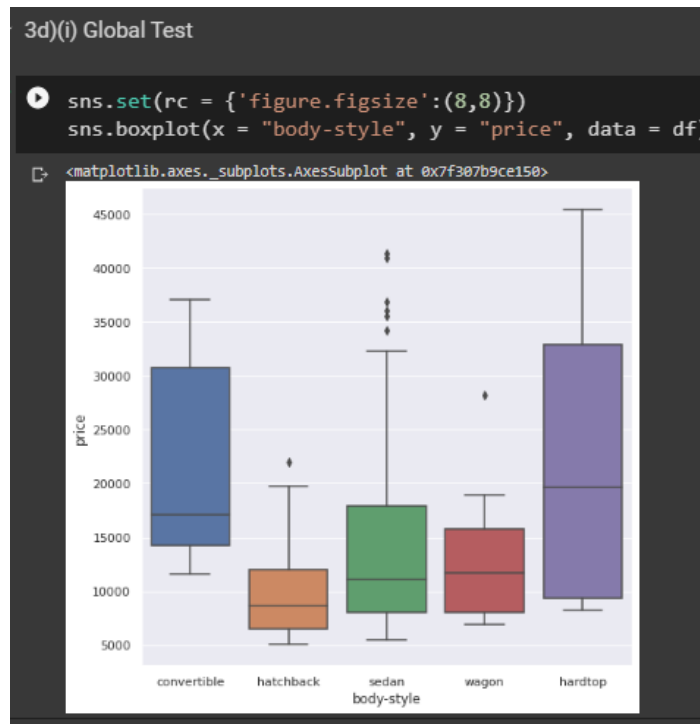 3d)(i) Global Test
sns.set(rc = {'figure.figsize':(8,8)})
sns.boxplot(x = "body-style", y = "price", data = df)
<matplotlib.axes._subplots.AxesSubplot at 0x7f307b9ce150>
45000
40000
35000
30000
25000
20000
15000
10000
5000
price
convertible hatchback sedan wagon hardtop
body-style